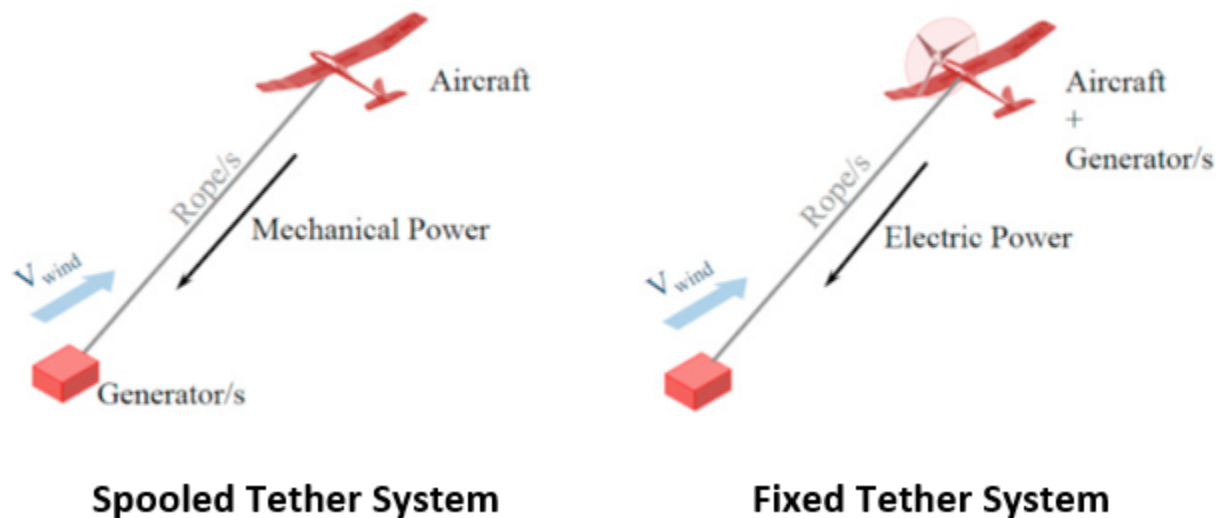 Aircraft
Rope/s
Mechanical Power
V wind
Generator/s
Spooled Tether System
Aircraft
+
Generator/s
Rope/s
Electric Power
V wind
Fixed Tether System